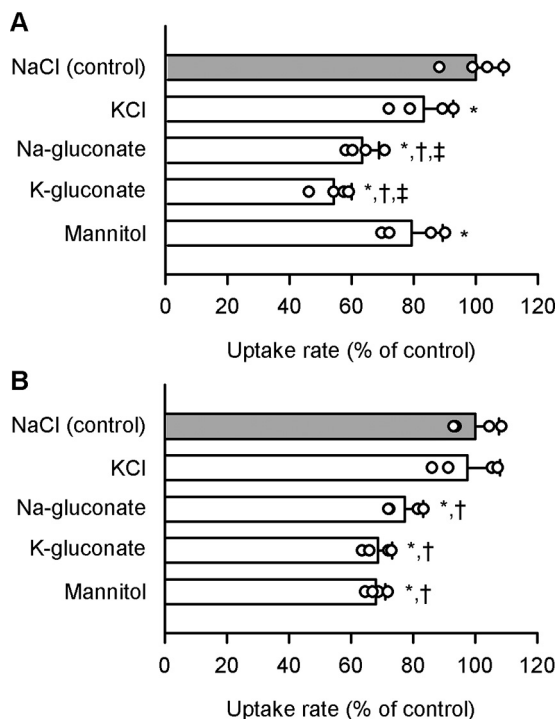 A
NaCl (control)
KCl *
Na-gluconate *,†,‡
K-gluconate *,†,‡
Mannitol *
0 20 40 60 80 100 120
Uptake rate (% of control)
B
NaCl (control)
KCl
Na-gluconate *,†
K-gluconate *,†
Mannitol *,†
0 20 40 60 80 100 120
Uptake rate (% of control)